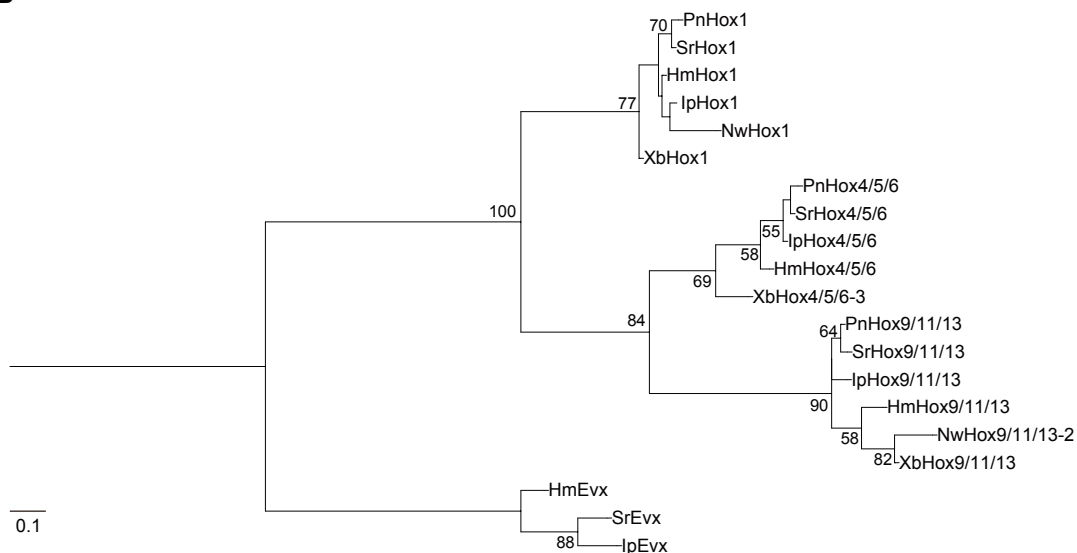 70
PnHox1
SrHox1
HmHox1
IpHox1
77
NwHox1
XbHox1
PnHox4/5/6
100
SrHox4/5/6
55
IpHox4/5/6
58
HmHox4/5/6
69
XbHox4/5/6-3
84
PnHox9/11/13
64
SrHox9/11/13
IpHox9/11/13
90
HmHox9/11/13
58
NwHox9/11/13-2
82
XbHox9/11/13
HmEvx
0.1
SrEvx
88
IpEvx